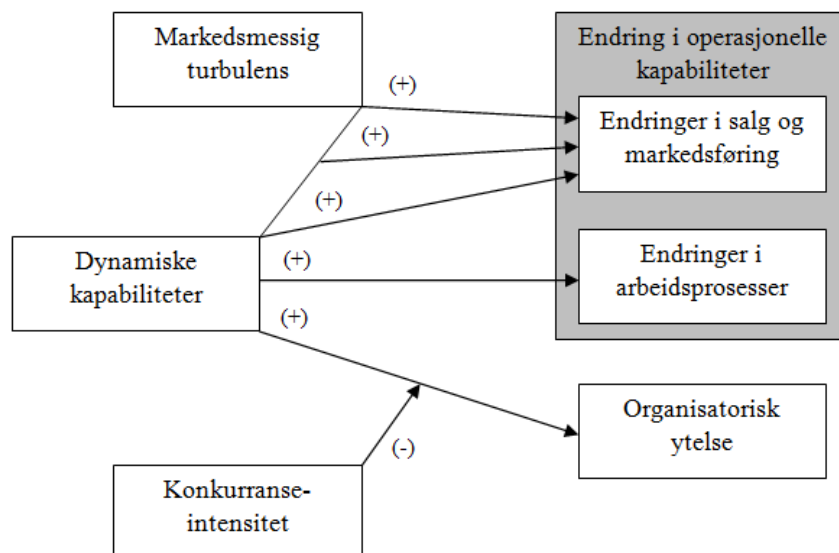 Markedsmessig
turbulens
Endring i operasjonelle
kapabiliteter
(+)
Endringer i salg og
markedsføring
(+)
(+)
Dynamiske
kapabiliteter
(+)
Endringer i
arbeidsprosesser
(+)
Organisatorisk
ytelse
(-)
Konkurranse-
intensitet